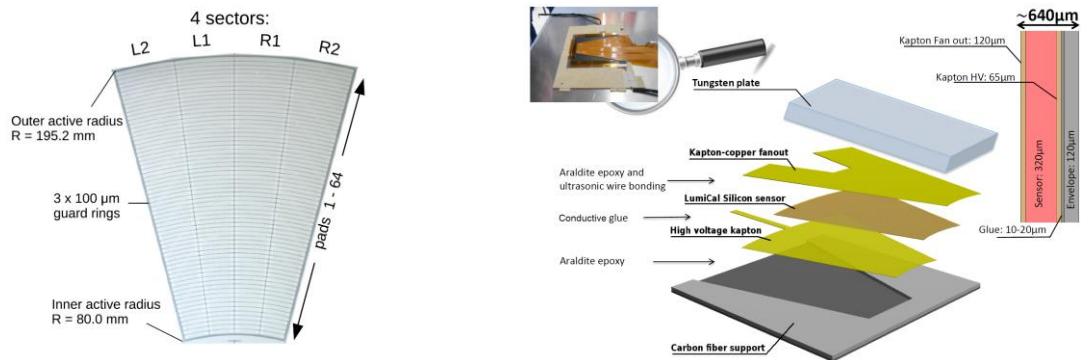 4 sectors:
L2 L1 R1 R2
Outer active radius
R = 195.2 mm
3 x 100 µm
guard rings
pads 1 - 64
Inner active radius
R = 80.0 mm
~640µm
Kapton Fan out: 120µm
Kapton HV: 65µm
Tungsten plate
Sensor: 320µm
Envelope: 120µm
Glue: 10-20µm
Kapton-copper fanout
Araldite epoxy and
ultrasonic wire bonding
LumiCal Silicon sensor
Conductive glue
High voltage kapton
Araldite epoxy
Carbon fiber support